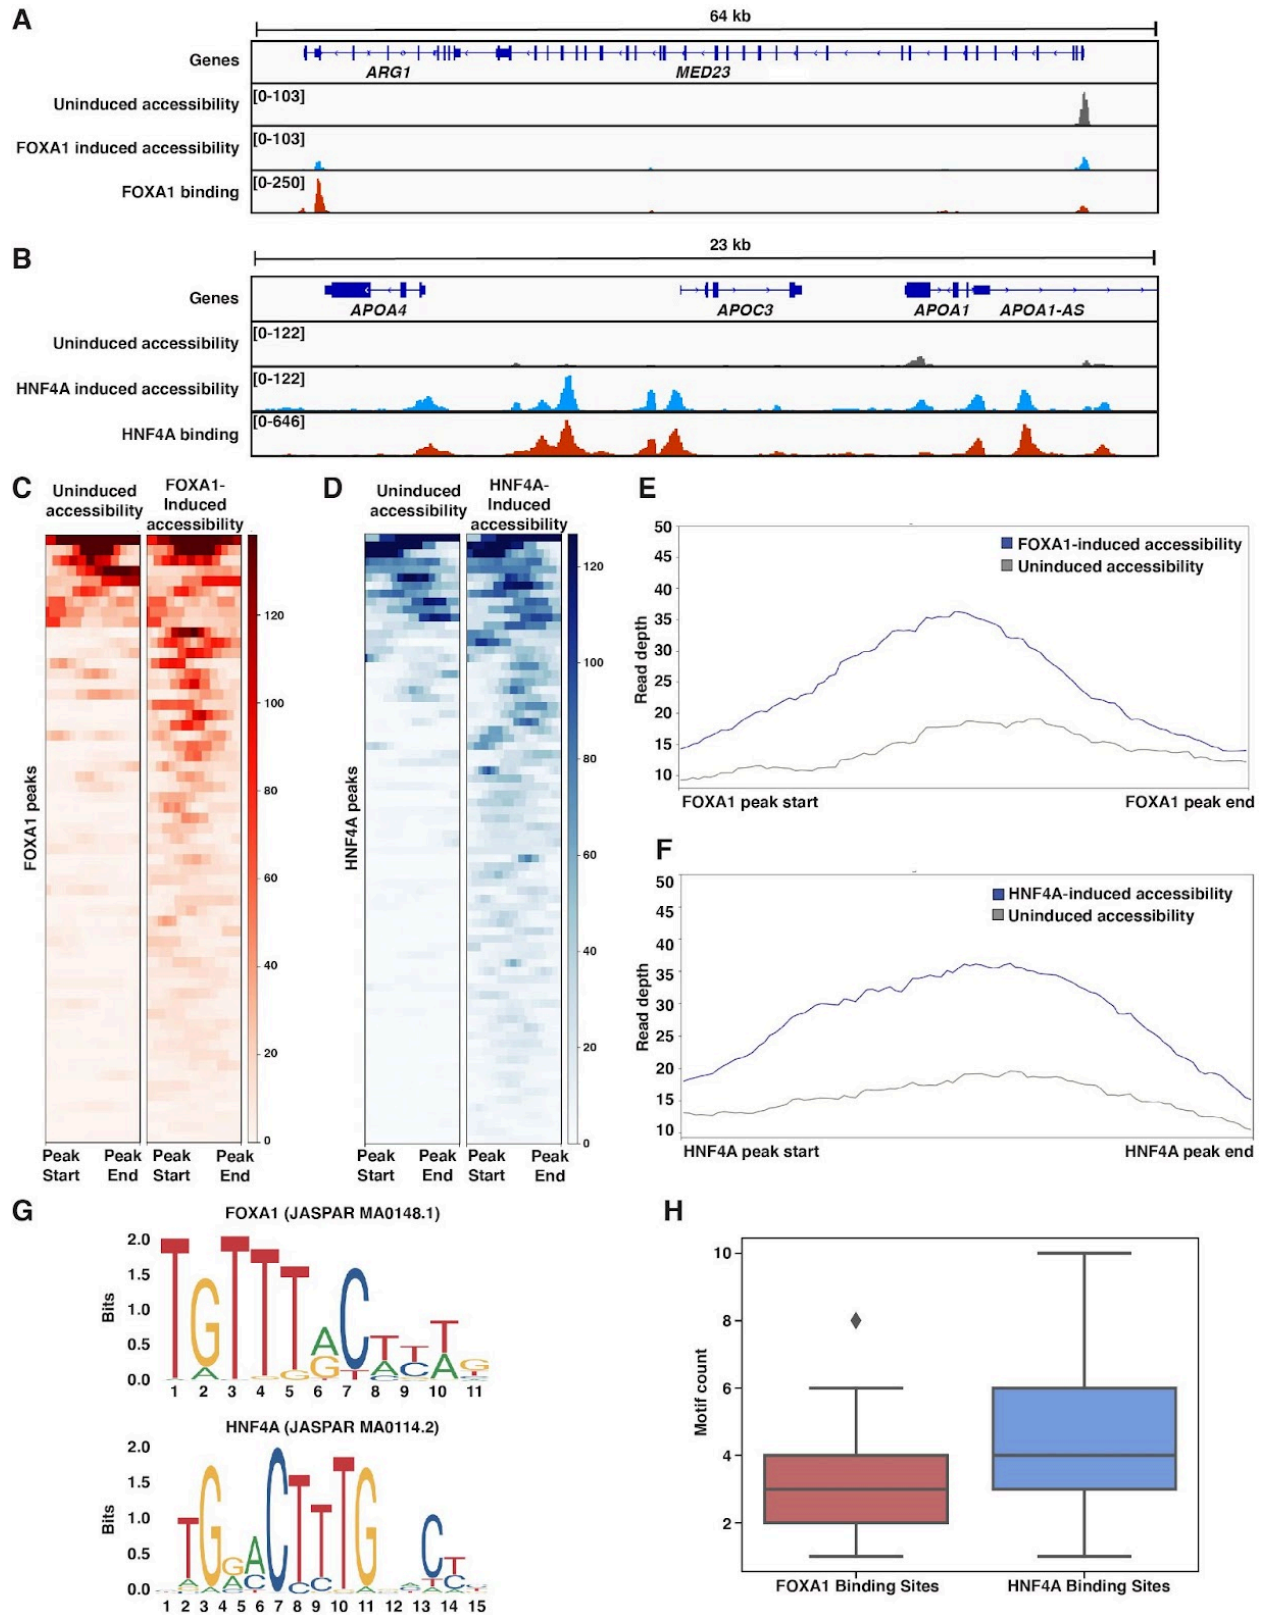 A
64 kb
Genes
ARG1
MED23
Uninduced accessibility
[0-103]
FOXA1 induced accessibility
[0-103]
FOXA1 binding
[0-250]
B
23 kb
Genes
APOA4
APOC3
APOA1
APOA1-AS
Uninduced accessibility
[0-122]
HNF4A induced accessibility
[0-122]
HNF4A binding
[0-646]
C
Uninduced
accessibility
FOXA1-
Induced
accessibility
FOXA1 peaks
120
100
80
60
40
20
0
Peak
Start
Peak
End
Peak
Start
Peak
End
D
Uninduced
accessibility
HNF4A-
Induced
accessibility
HNF4A peaks
120
100
80
60
40
20
0
Peak
Start
Peak
End
Peak
Start
Peak
End
E
50
45
40
35
30
25
20
15
10
Read depth
FOXA1-induced accessibility
Uninduced accessibility
FOXA1 peak start
FOXA1 peak end
F
50
45
40
35
30
25
20
15
10
Read depth
HNF4A-induced accessibility
Uninduced accessibility
HNF4A peak start
HNF4A peak end
G
FOXA1 (JASPAR MA0148.1)
2.0
1.5
1.0
0.5
0.0
Bits
1 2 3 4 5 6 7 8 9 10 11
HNF4A (JASPAR MA0114.2)
2.0
1.5
1.0
0.5
0.0
Bits
1 2 3 4 5 6 7 8 9 10 11 12 13 14 15
H
10
8
6
4
2
Motif count
FOXA1 Binding Sites
HNF4A Binding Sites